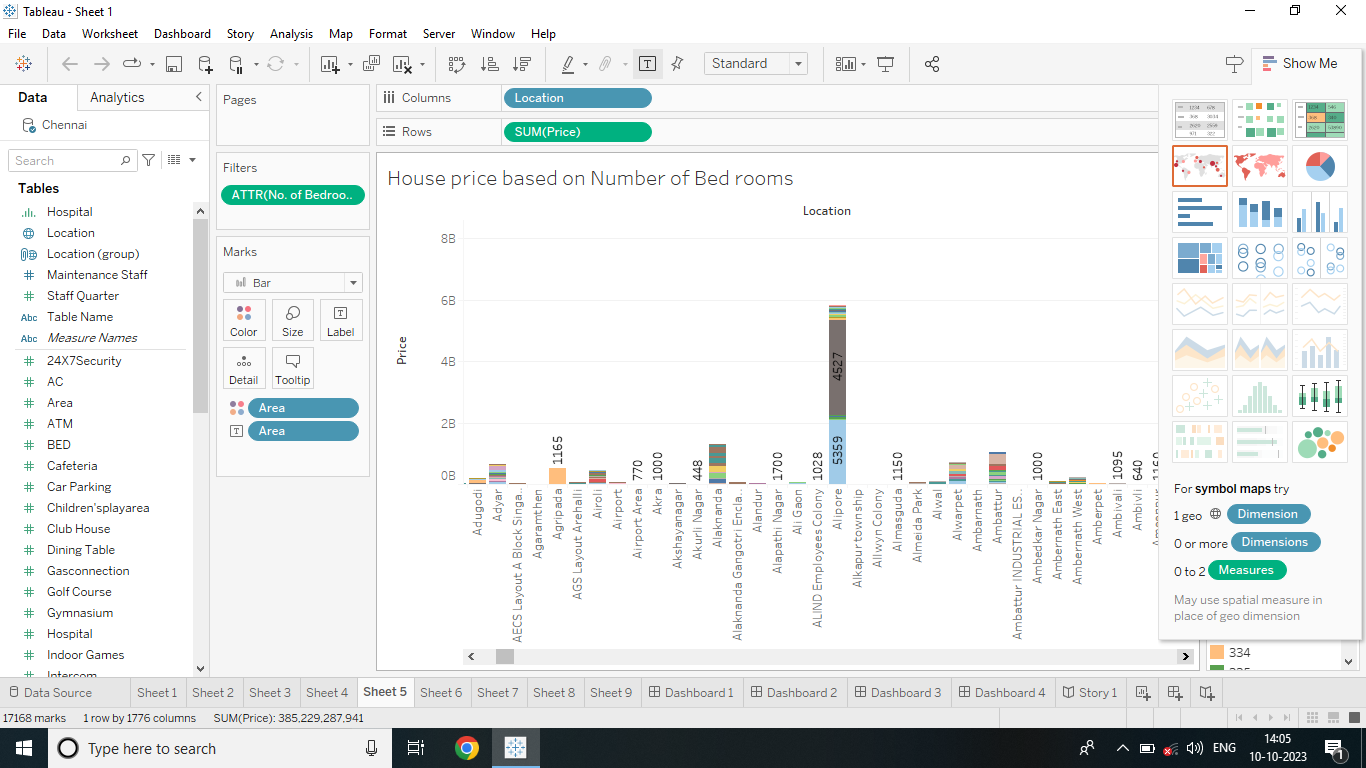 Tableau - Sheet 1
File Data Worksheet Dashboard Story Analysis Map Format Server Window Help
Standard
Show Me
Data Analytics
Chennai
Search
Tables
Hospital
Location
Location (group)
Maintenance Staff
Staff Quarter
Abc Table Name
Abc Measure Names
24X7Security
AC
Area
ATM
BED
Cafeteria
Car Parking
Children'splayarea
Club House
Dining Table
Gasconnection
Golf Course
Gymnasium
Hospital
Indoor Games
Intercom
Pages
Filters
ATTR(No. of Bedroo..
Marks
Bar
Color Size Label
Detail Tooltip
Area
Area
Columns Location
Rows SUM(Price)
House price based on Number of Bed rooms
Location
Price
8B
6B
4B
2B
0B
1165
770
1000
448
1700
1028
4527
5359
1150
1000
1095
640
1160
Adugodi
Adyar
AECS Layout A Block Singa..
Agaramthen
Agripada
AGS Layout Arehalli
Airoli
Airport
Airport Area
Akra
Akshayanagar
Akurli Nagar
Alaknanda
Alaknanda Gangotri Encla..
Alandur
Alapath Nagar
Ali Gaon
ALIND Employees Colony
Alipore
Alkapur township
Allwyn Colony
Almasguda
Almeida Park
Alwal
Alwarpet
Ambarnath
Ambattur
Ambattur INDUSTRIAL ES..
Ambedkar Nagar
Ambernath East
Ambernath West
Amberpet
Ambivali
Ambivli
For symbol maps try
1 geo Dimension
0 or more Dimensions
0 to 2 Measures
May use spatial measure in
place of geo dimension
334
Data Source Sheet 1 Sheet 2 Sheet 3 Sheet 4 Sheet 5 Sheet 6 Sheet 7 Sheet 8 Sheet 9 Dashboard 1 Dashboard 2 Dashboard 3 Dashboard 4 Story 1
17168 marks 1 row by 1776 columns SUM(Price): 385,229,287,941
Type here to search
ENG
14:05
10-10-2023
1